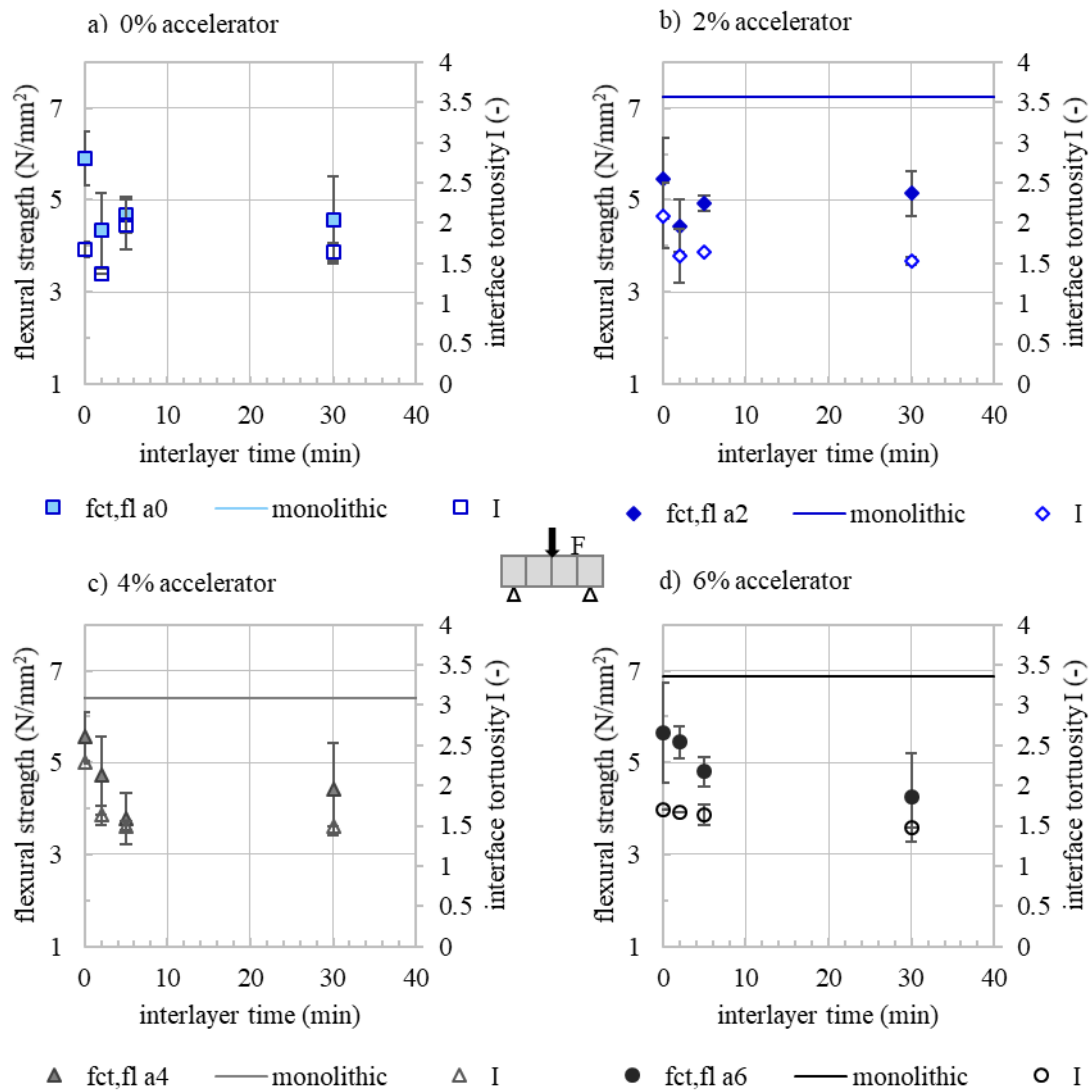 a) 0% accelerator
b) 2% accelerator
flexural strength (N/mm²)
7
5
3
1
4
3.5
3
2.5
2
1.5
1
0.5
0
interface tortuosity I (-)
0 10 20 30 40
interlayer time (min)
flexural strength (N/mm²)
7
5
3
1
4
3.5
3
2.5
2
1.5
1
0.5
0
interface tortuosity I (-)
0 10 20 30 40
interlayer time (min)
fct,fl a0 monolithic I
fct,fl a2 monolithic I
F
c) 4% accelerator
d) 6% accelerator
flexural strength (N/mm²)
7
5
3
1
4
3.5
3
2.5
2
1.5
1
0.5
0
interface tortuosity I (-)
0 10 20 30 40
interlayer time (min)
flexural strength (N/mm²)
7
5
3
1
4
3.5
3
2.5
2
1.5
1
0.5
0
interface tortuosity I (-)
0 10 20 30 40
interlayer time (min)
fct,fl a4 monolithic I
fct,fl a6 monolithic I